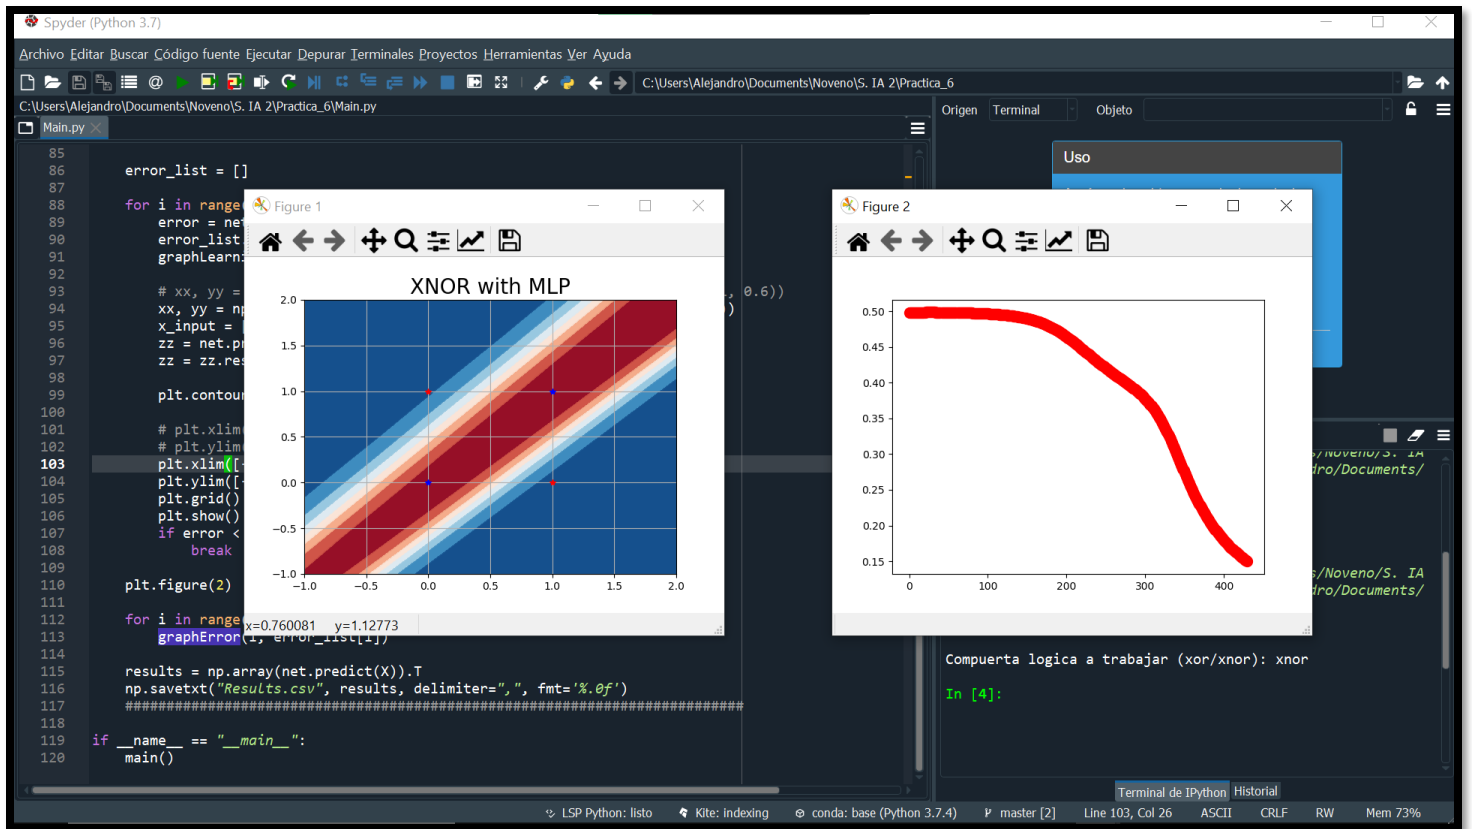 Spyder (Python 3.7)
Archivo Editar Buscar Código fuente Ejecutar Depurar Terminales Proyectos Herramientas Ver Ayuda
C:\Users\Alejandro\Documents\Noveno\S. IA 2\Practica_6
C:\Users\Alejandro\Documents\Noveno\S. IA 2\Practica_6\Main.py
Main.py
85
86 error_list = []
87
88 for i in range
89 error = ne
90 error_list
91 graphLearn
92
93 # xx, yy = , 0.6))
94 xx, yy = n )
95 x_input =
96 zz = net.p
97 zz = zz.re
98
99 plt.contou
100
101 # plt.xlim
102 # plt.ylim
103 plt.xlim([
104 plt.ylim([
105 plt.grid()
106 plt.show()
107 if error <
108 break
109
110 plt.figure(2)
111
112 for i in range
113 graphError(i, error_list[i])
114
115 results = np.array(net.predict(X)).T
116 np.savetxt("Results.csv", results, delimiter=",", fmt='%.0f')
117 ###########################################################################
118
119 if __name__ == "__main__":
120 main()
Figure 1
XNOR with MLP
2.0
1.5
1.0
0.5
0.0
−0.5
−1.0
−1.0 −0.5 0.0 0.5 1.0 1.5 2.0
x=0.760081 y=1.12773
Figure 2
0.50
0.45
0.40
0.35
0.30
0.25
0.20
0.15
0 100 200 300 400
Origen Terminal Objeto
Uso
s/Noveno/S. IA
dro/Documents/
s/Noveno/S. IA
dro/Documents/
Compuerta logica a trabajar (xor/xnor): xnor
In [4]:
Terminal de IPython Historial
LSP Python: listo Kite: indexing conda: base (Python 3.7.4) master [2] Line 103, Col 26 ASCII CRLF RW Mem 73%